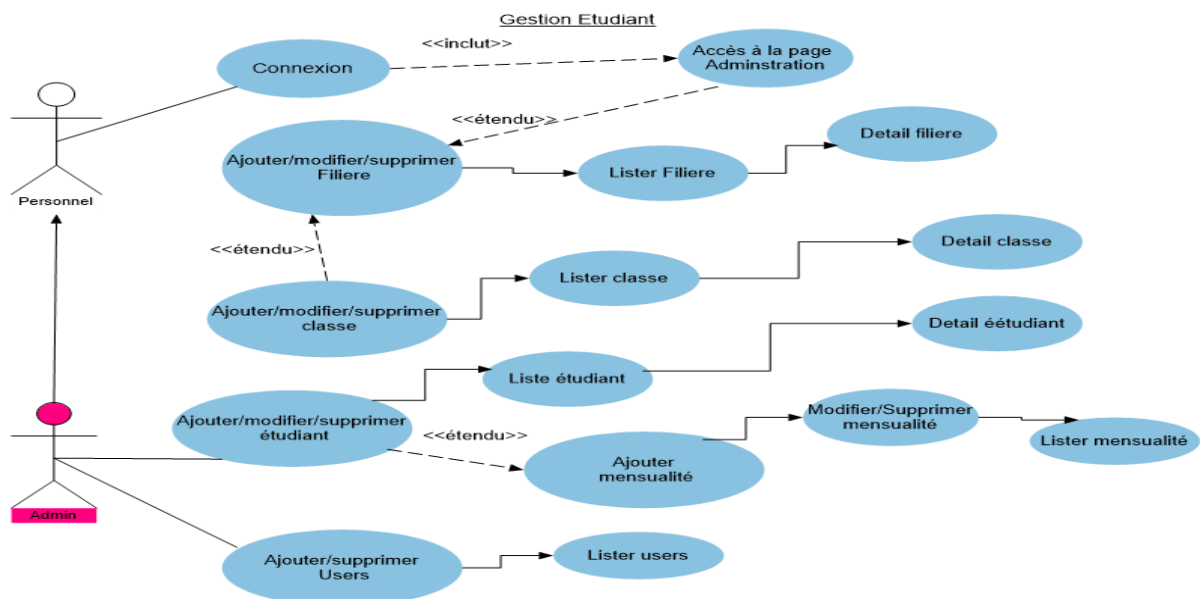 Gestion Etudiant
<<inclut>>
Connexion
Accès à la page
Adminstration
<<étendu>>
Detail filiere
Ajouter/modifier/supprimer
Filiere
Lister Filiere
Personnel
<<étendu>>
Detail classe
Lister classe
Ajouter/modifier/supprimer
classe
Detail éétudiant
Liste étudiant
Ajouter/modifier/supprimer
étudiant
<<étendu>>
Modifier/Supprimer
mensualité
Lister mensualité
Ajouter
mensualité
Admin
Ajouter/supprimer
Users
Lister users